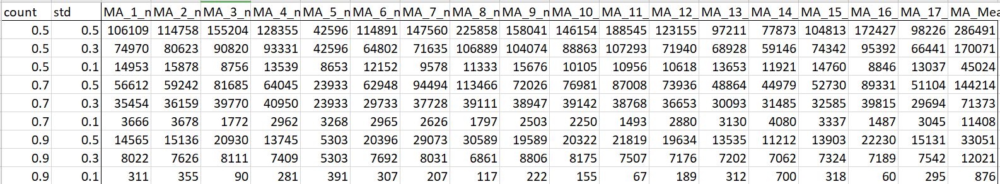 count std MA_1_n MA_2_n MA_3_n MA_4_n MA_5_n MA_6_n MA_7_n MA_8_n MA_9_n MA_10_ MA_11_ MA_12_ MA_13_ MA_14_ MA_15_ MA_16_ MA_17_ MA_Mea
0.5 0.5 106109 114758 155204 128355 42596 114891 147560 225858 158041 146154 188545 123155 97211 77873 104813 172427 98226 286491
0.5 0.3 74970 80623 90820 93331 42596 64802 71635 106889 104074 88863 107293 71940 68928 59146 74342 95392 66441 170071
0.5 0.1 14953 15878 8756 13539 8653 12152 9578 11333 15676 10105 10956 10618 13653 11921 14760 8846 13037 45024
0.7 0.5 56612 59242 81685 64045 23933 62948 94494 113466 72026 76981 87008 73936 48864 44979 52730 89331 51104 144214
0.7 0.3 35454 36159 39770 40950 23933 29733 37728 39111 38947 39142 38768 36653 30093 31485 32585 39815 29694 71373
0.7 0.1 3666 3678 1772 2962 3268 2965 2626 1797 2503 2250 1493 2880 3130 4080 3337 1487 3045 11408
0.9 0.5 14565 15136 20930 13745 5303 20396 29073 30589 19589 20322 21819 19634 13535 11212 13903 22230 15131 33051
0.9 0.3 8022 7626 8111 7409 5303 7692 8031 6861 8806 8175 7507 7176 7202 7062 7324 7189 7542 12021
0.9 0.1 311 355 90 281 391 307 207 117 222 155 67 189 312 700 318 60 295 876